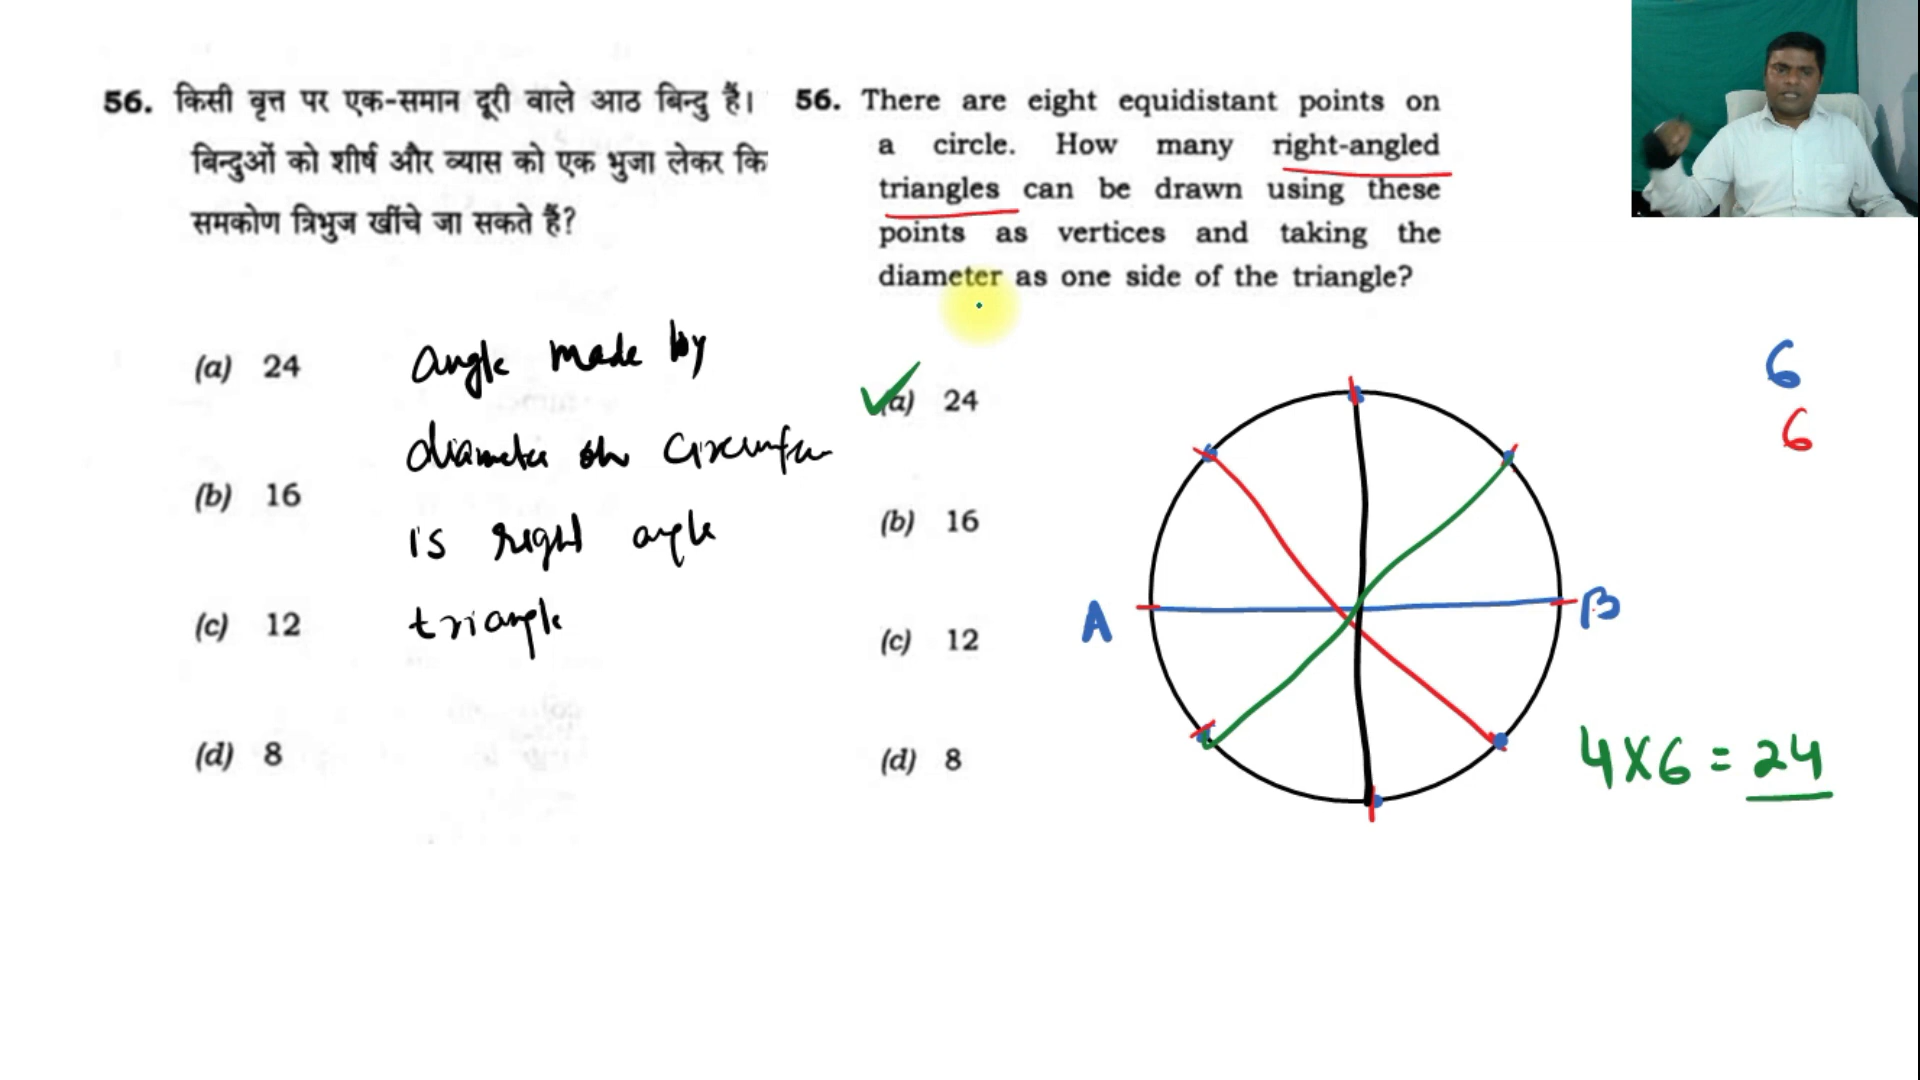 56. किसी वृत्त पर एक-समान दूरी वाले आठ बिन्दु हैं।
बिन्दुओं को शीर्ष और व्यास को एक भुजा लेकर कि
समकोण त्रिभुज खींचे जा सकते हैं?
(a) 24
(b) 16
(c) 12
(d) 8
angle made by
diameter on
is right angle
triangle
56. There are eight equidistant points on
a circle. How many right-angled
triangles can be drawn using these
points as vertices and taking the
diameter as one side of the triangle?
(a) 24
(b) 16
(c) 12
(d) 8
A
B
6
6
4x6 = 24